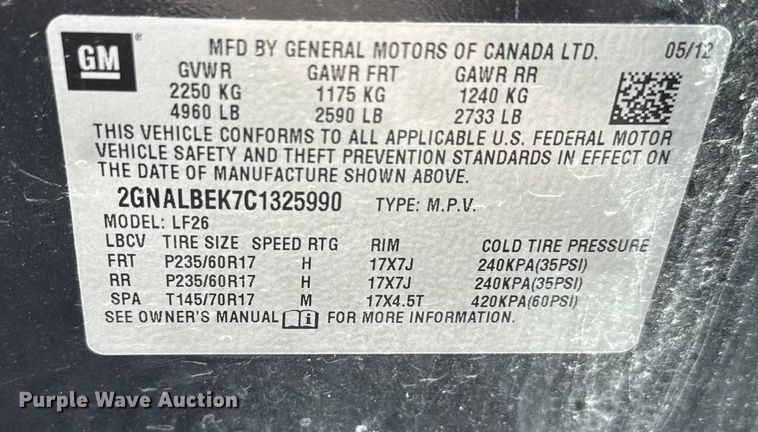 GM ®
MFD BY GENERAL MOTORS OF CANADA LTD. 05/12
GVWR GAWR FRT GAWR RR
2250 KG 1175 KG 1240 KG
4960 LB 2590 LB 2733 LB
THIS VEHICLE CONFORMS TO ALL APPLICABLE U.S. FEDERAL MOTOR
VEHICLE SAFETY AND THEFT PREVENTION STANDARDS IN EFFECT ON
THE DATE OF MANUFACTURE SHOWN ABOVE.
2GNALBEK7C1325990 TYPE: M.P.V.
MODEL: LF26
LBCV TIRE SIZE SPEED RTG RIM COLD TIRE PRESSURE
FRT P235/60R17 H 17X7J 240KPA(35PSI)
RR P235/60R17 H 17X7J 240KPA(35PSI)
SPA T145/70R17 M 17X4.5T 420KPA(60PSI)
SEE OWNER'S MANUAL i FOR MORE INFORMATION.
Purple Wave Auction